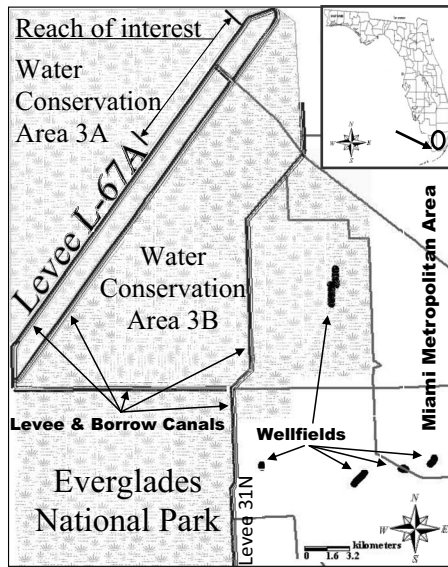 Reach of interest
Water
Conservation
Area 3A
Levee L-67A
Water
Conservation
Area 3B
Miami Metropolitan Area
Levee & Borrow Canals
Wellfields
Everglades
National Park
Levee 31N
kilometers
0 1.6 3.2
N
W E
S
N
W E
S